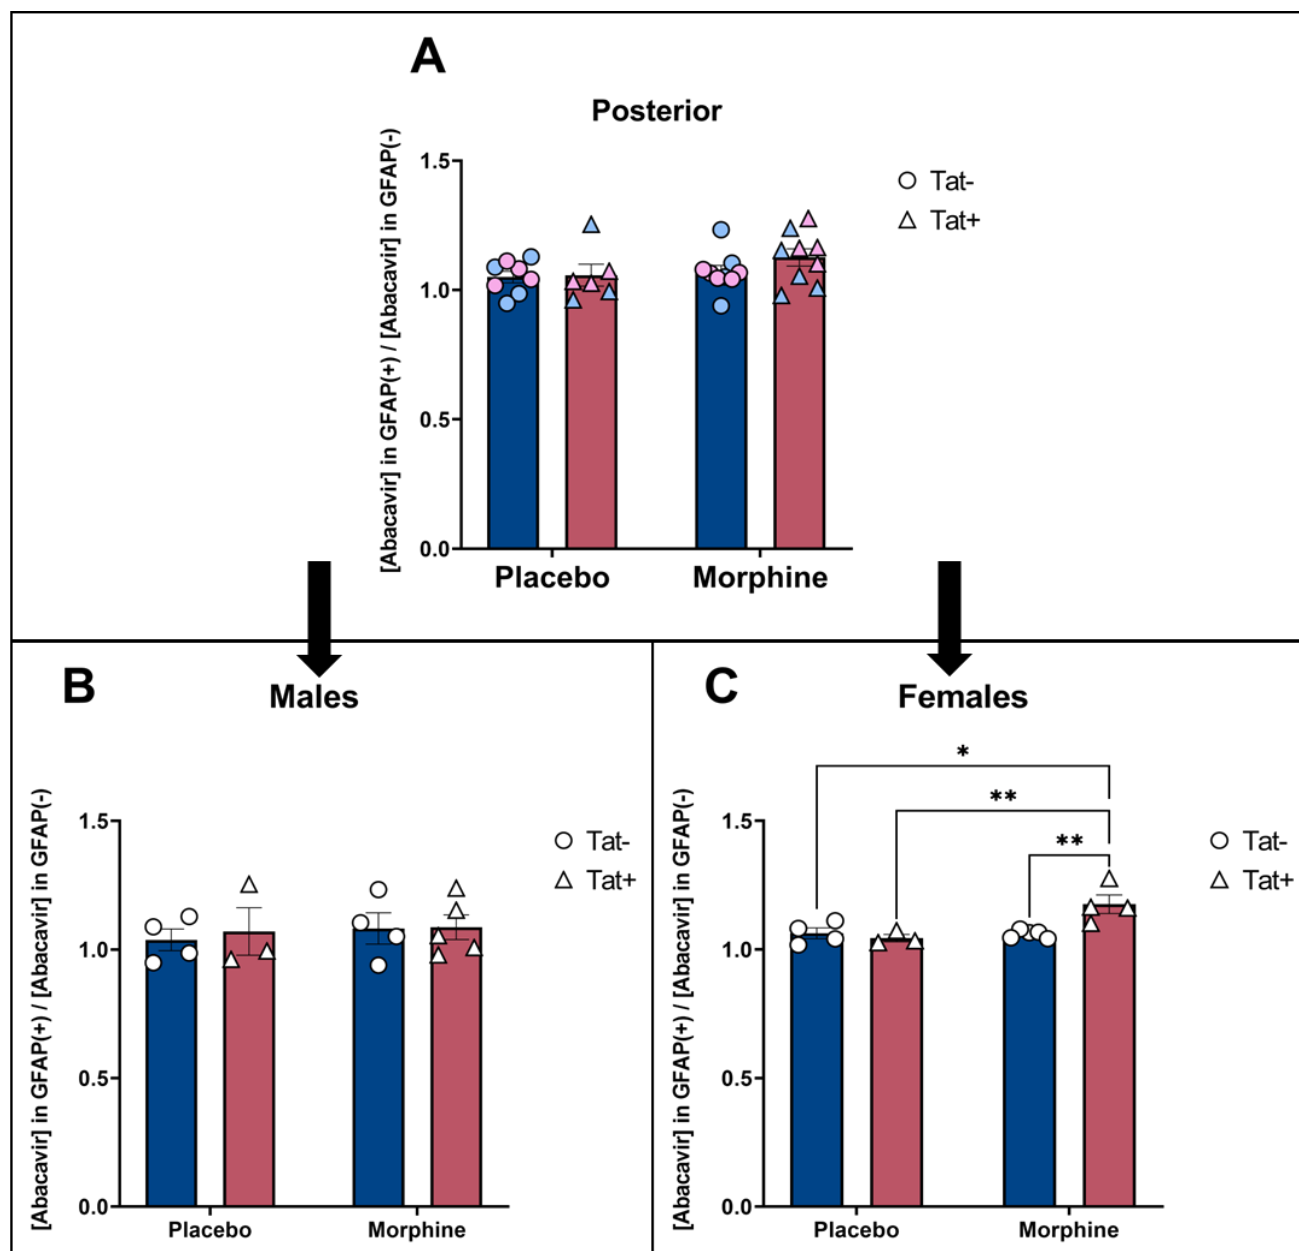 A
Posterior
[Abacavir] in GFAP(+) / [Abacavir] in GFAP(-)
1.5
1.0
0.5
0.0
Placebo
Morphine
Tat-
Tat+
B
Males
[Abacavir] in GFAP(+) / [Abacavir] in GFAP(-)
1.5
1.0
0.5
0.0
Placebo
Morphine
Tat-
Tat+
C
Females
[Abacavir] in GFAP(+) / [Abacavir] in GFAP(-)
*
**
**
1.5
1.0
0.5
0.0
Placebo
Morphine
Tat-
Tat+